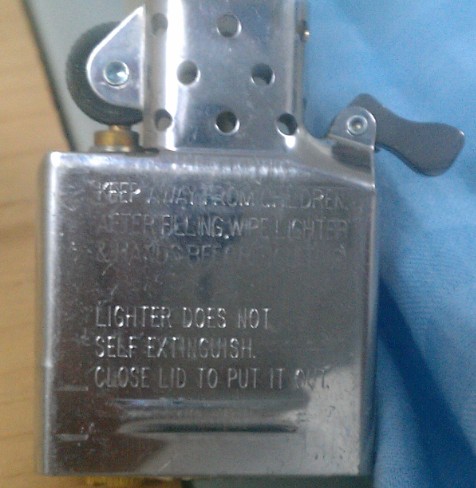 KEEP AWAY FROM CHILDREN.
AFTER FILLING, WIPE LIGHTER
& HANDS BEFORE
LIGHTER DOES NOT
SELF EXTINGUISH.
CLOSE LID TO PUT IT OUT.